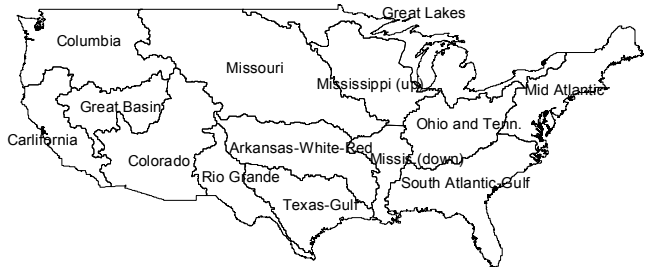 Great Lakes
Columbia
Missouri
Mississippi (up)
Mid Atlantic
Great Basin
Ohio and Tenn.
Carlifornia
Arkansas-White-Red
Colorado
Missis (down)
Rio Grande
South Atlantic-Gulf
Texas-Gulf